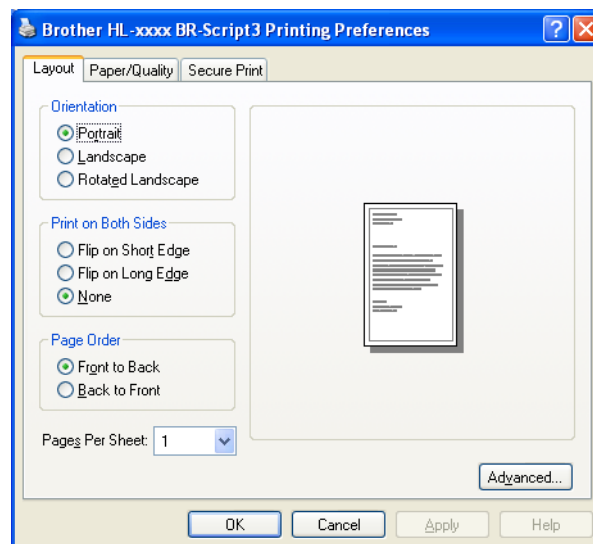 Brother HL-xxxx BR-Script3 Printing Preferences
Layout Paper/Quality Secure Print
Orientation
Portrait
Landscape
Rotated Landscape
Print on Both Sides
Flip on Short Edge
Flip on Long Edge
None
Page Order
Front to Back
Back to Front
Pages Per Sheet: 1
Advanced...
OK Cancel Apply Help